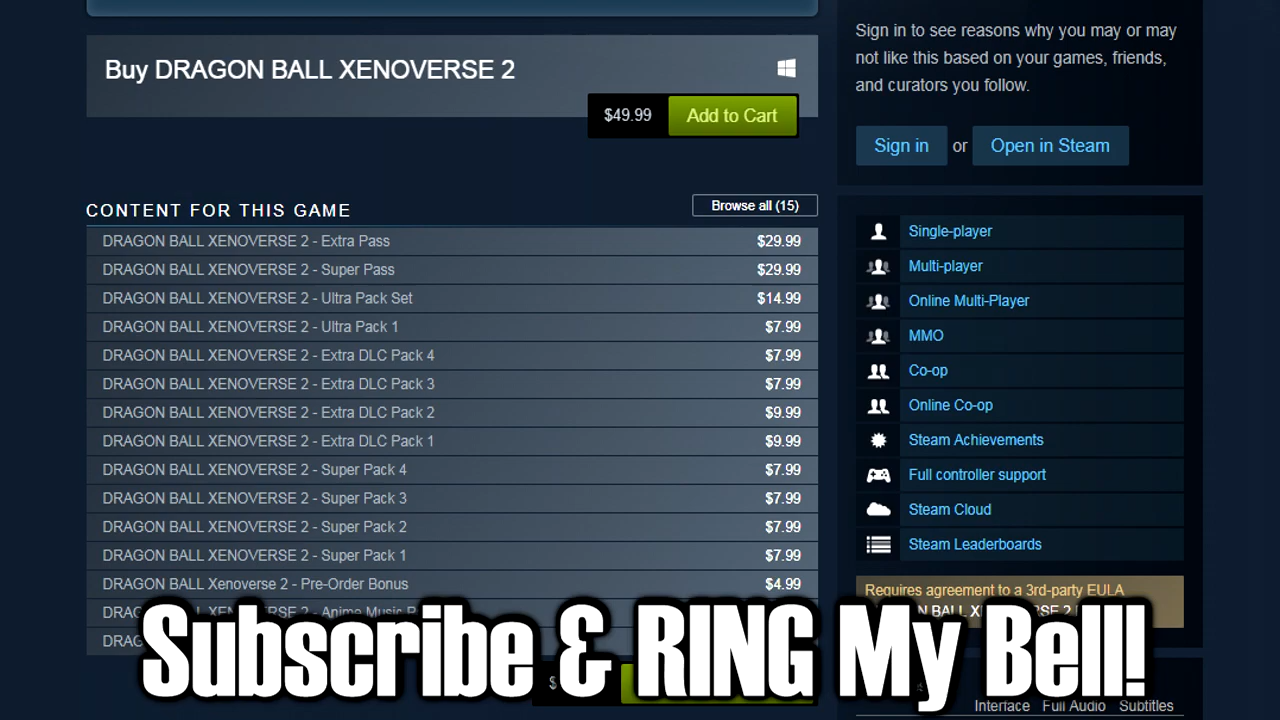 Buy DRAGON BALL XENOVERSE 2
$49.99
Add to Cart
CONTENT FOR THIS GAME
Browse all (15)
DRAGON BALL XENOVERSE 2 - Extra Pass $29.99
DRAGON BALL XENOVERSE 2 - Super Pass $29.99
DRAGON BALL XENOVERSE 2 - Ultra Pack Set $14.99
DRAGON BALL XENOVERSE 2 - Ultra Pack 1 $7.99
DRAGON BALL XENOVERSE 2 - Extra DLC Pack 4 $7.99
DRAGON BALL XENOVERSE 2 - Extra DLC Pack 3 $7.99
DRAGON BALL XENOVERSE 2 - Extra DLC Pack 2 $9.99
DRAGON BALL XENOVERSE 2 - Extra DLC Pack 1 $9.99
DRAGON BALL XENOVERSE 2 - Super Pack 4 $7.99
DRAGON BALL XENOVERSE 2 - Super Pack 3 $7.99
DRAGON BALL XENOVERSE 2 - Super Pack 2 $7.99
DRAGON BALL XENOVERSE 2 - Super Pack 1 $7.99
DRAGON BALL Xenoverse 2 - Pre-Order Bonus $4.99
Anime Music
Sign in to see reasons why you may or may
not like this based on your games, friends,
and curators you follow.
Sign in or Open in Steam
Single-player
Multi-player
Online Multi-Player
MMO
Co-op
Online Co-op
Steam Achievements
Full controller support
Steam Cloud
Steam Leaderboards
Requires agreement to a 3rd-party EULA
Interface Full Audio Subtitles
Subscribe & RING My Bell!